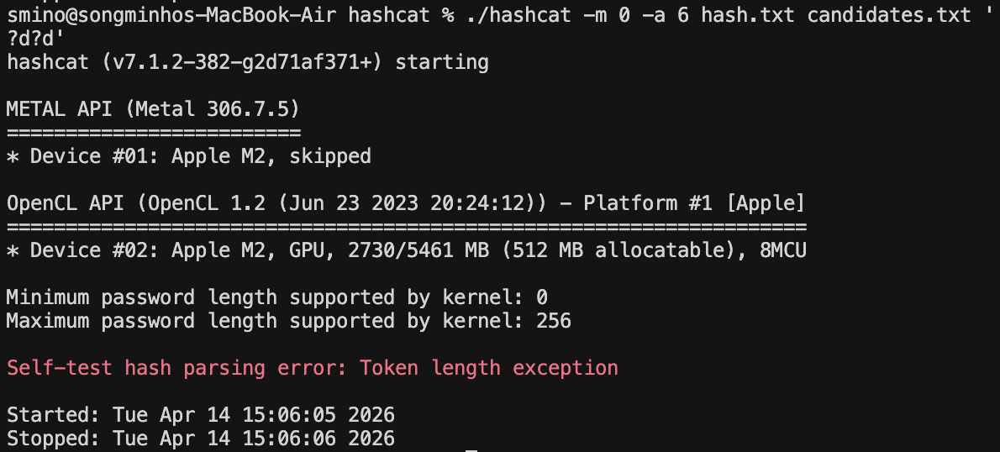 smino@songminhos-MacBook-Air hashcat % ./hashcat -m 0 -a 6 hash.txt candidates.txt '
?d?d'
hashcat (v7.1.2-382-g2d71af371+) starting
METAL API (Metal 306.7.5)
=========================
* Device #01: Apple M2, skipped
OpenCL API (OpenCL 1.2 (Jun 23 2023 20:24:12)) - Platform #1 [Apple]
====================================================================
* Device #02: Apple M2, GPU, 2730/5461 MB (512 MB allocatable), 8MCU
Minimum password length supported by kernel: 0
Maximum password length supported by kernel: 256
Self-test hash parsing error: Token length exception
Started: Tue Apr 14 15:06:05 2026
Stopped: Tue Apr 14 15:06:06 2026